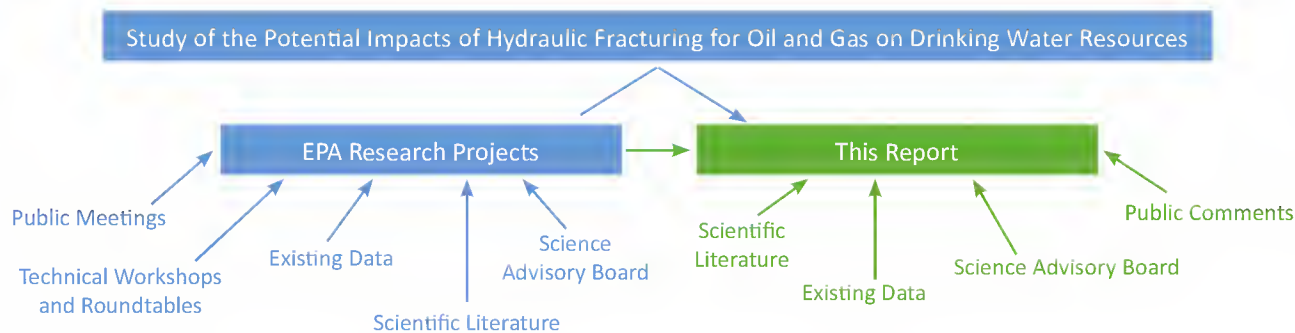 Study of the Potential Impacts of Hydraulic Fracturing for Oil and Gas on Drinking Water Resources
EPA Research Projects
This Report
Public Meetings
Technical Workshops
and Roundtables
Existing Data
Scientific Literature
Science
Advisory Board
Scientific
Literature
Existing Data
Science Advisory Board
Public Comments